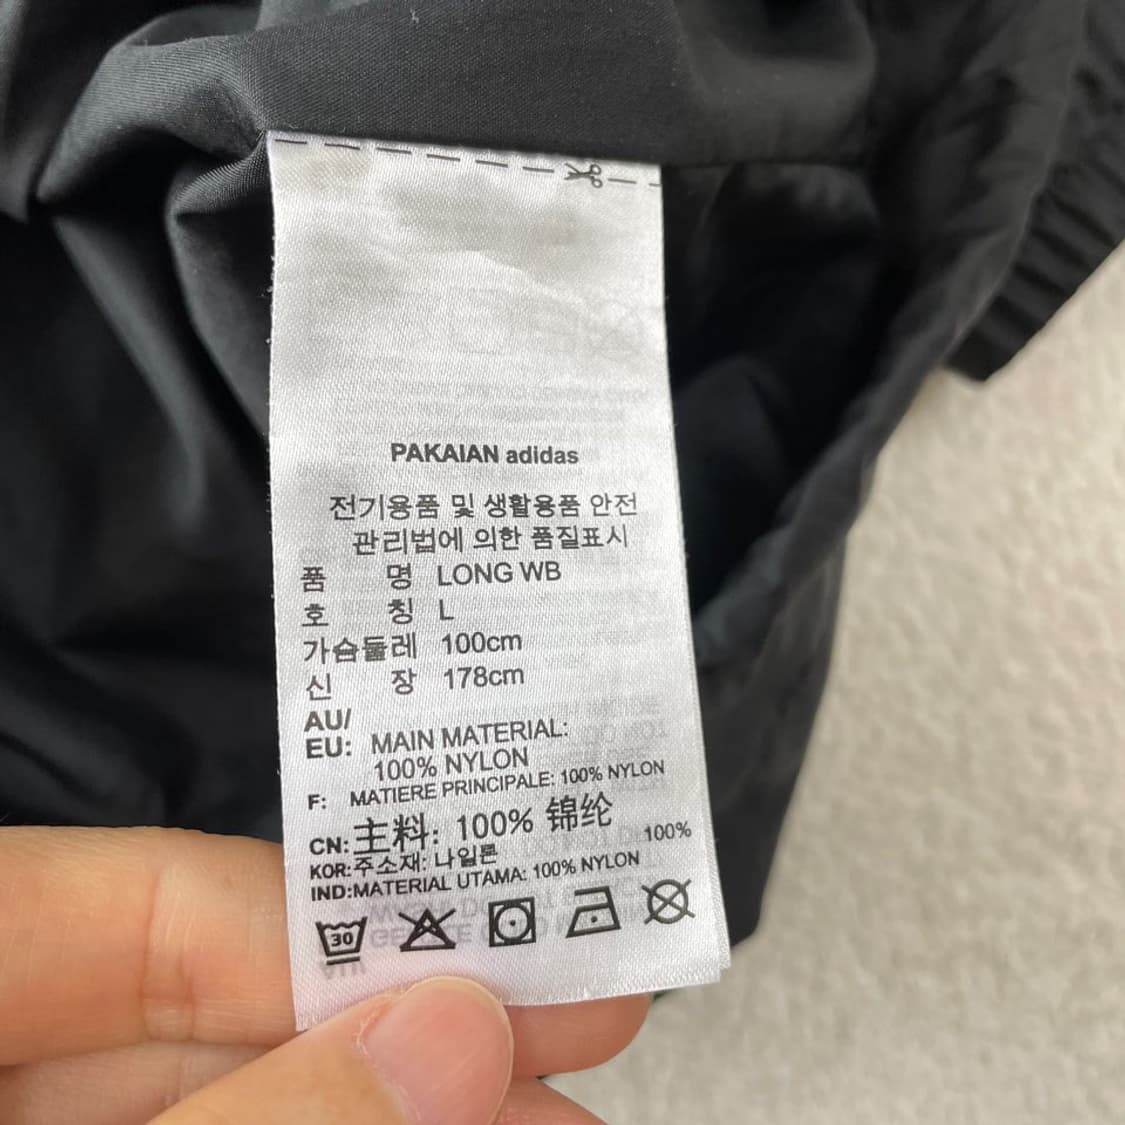 PAKAIAN adidas
전기용품 및 생활용품 안전
관리법에 의한 품질표시
품 명 LONG WB
호 칭 L
가슴둘레 100cm
신 장 178cm
AU/
EU: MAIN MATERIAL:
100% NYLON
F: MATIERE PRINCIPALE: 100% NYLON
CN: 主料: 100% 锦纶
KOR:주소재: 나일론 100%
IND:MATERIAL UTAMA: 100% NYLON
30